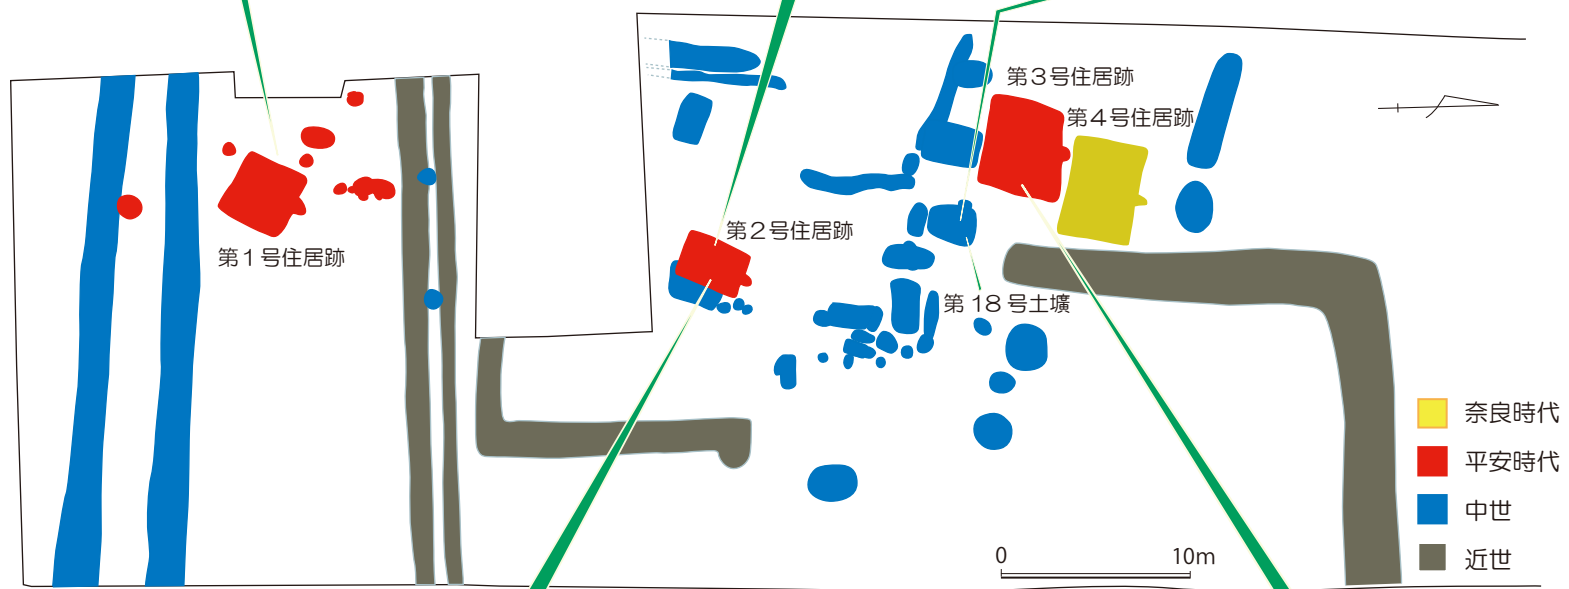 第3号住居跡
第4号住居跡
第2号住居跡
第1号住居跡
第18号土壙
奈良時代
平安時代
中世
近世
0 10m